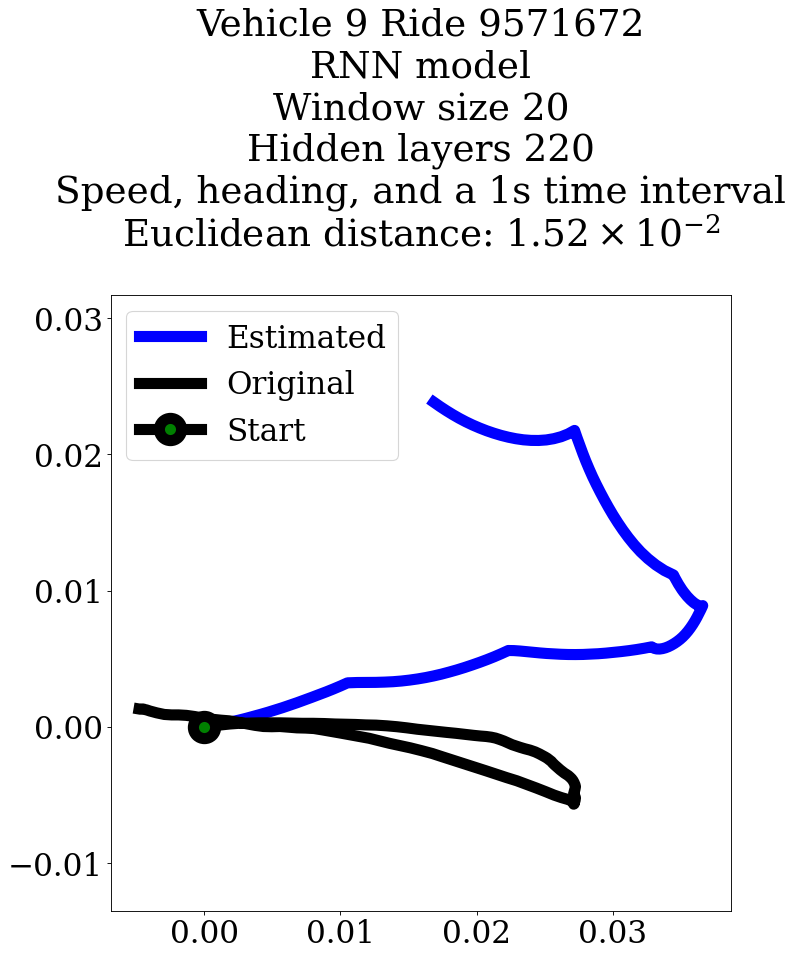 Vehicle 9 Ride 9571672
RNN model
Window size 20
Hidden layers 220
Speed, heading, and a 1s time interval
Euclidean distance: 1.52 × 10⁻²
Estimated
Original
Start
0.03
0.02
0.01
0.00
−0.01
0.00 0.01 0.02 0.03